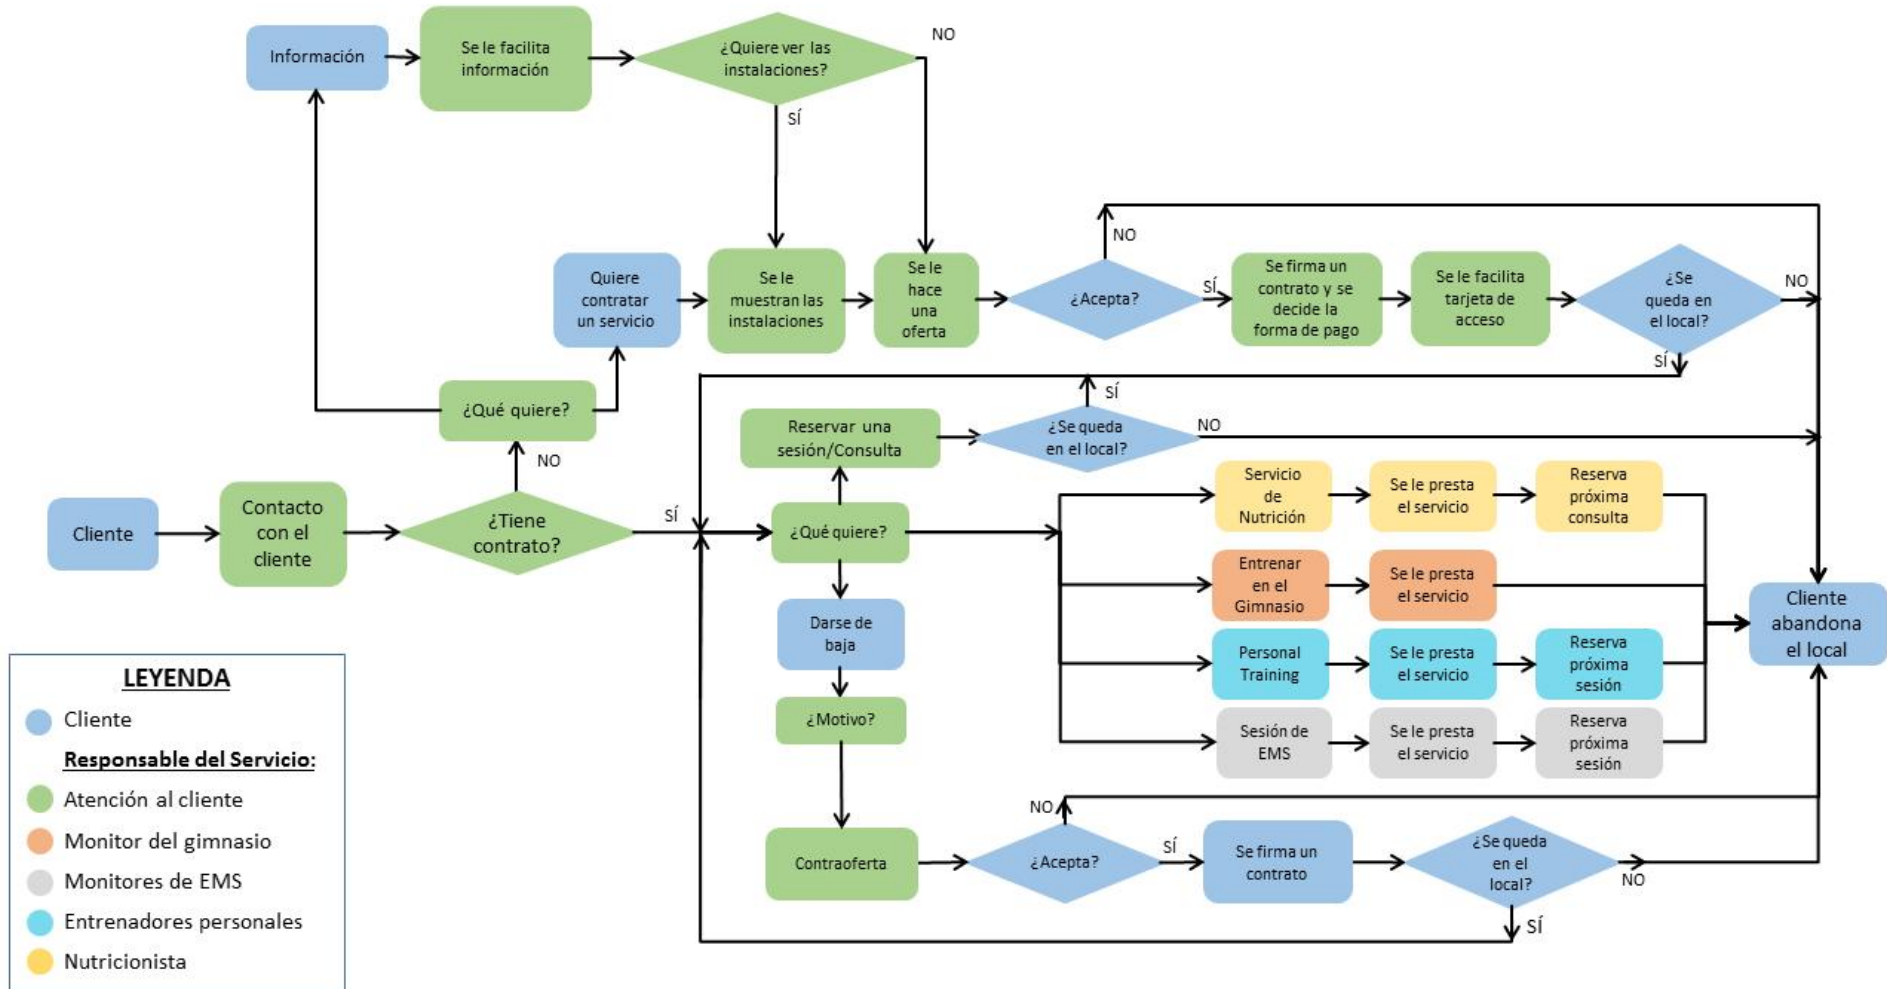 Información
Se le facilita
información
¿Quiere ver las
instalaciones?
NO
SÍ
Quiere
contratar
un servicio
Se le
muestran las
instalaciones
Se le
hace
una
oferta
¿Acepta?
NO
SÍ
Se firma un
contrato y se
decide la
forma de pago
Se le facilita
tarjeta de
acceso
¿Se
queda en
el local?
NO
SÍ
¿Qué quiere?
NO
Reservar una
sesión/Consulta
¿Se queda
en el local?
SÍ
NO
Cliente
Contacto
con el
cliente
¿Tiene
contrato?
SÍ
¿Qué quiere?
Servicio
de
Nutrición
Se le presta
el servicio
Reserva
próxima
consulta
Entrenar
en el
Gimnasio
Se le presta
el servicio
Personal
Training
Se le presta
el servicio
Reserva
próxima
sesión
Sesión de
EMS
Se le presta
el servicio
Reserva
próxima
sesión
Cliente
abandona
el local
Darse de
baja
¿Motivo?
Contraoferta
¿Acepta?
NO
SÍ
Se firma un
contrato
¿Se queda
en el
local?
NO
SÍ
LEYENDA
Cliente
Responsable del Servicio:
Atención al cliente
Monitor del gimnasio
Monitores de EMS
Entrenadores personales
Nutricionista